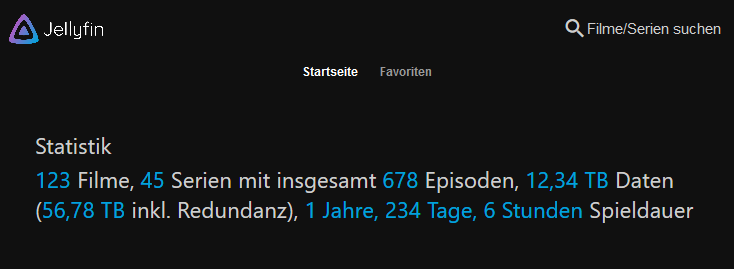 Jellyfin
Filme/Serien suchen
Startseite Favoriten
Statistik
123 Filme, 45 Serien mit insgesamt 678 Episoden, 12,34 TB Daten
(56,78 TB inkl. Redundanz), 1 Jahre, 234 Tage, 6 Stunden Spieldauer